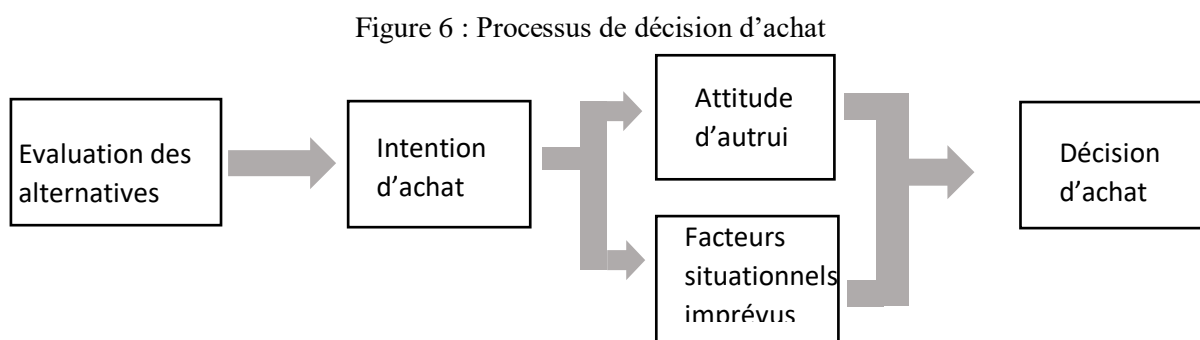 Figure 6 : Processus de décision d’achat
Evaluation des
alternatives
Intention
d’achat
Attitude
d’autrui
Facteurs
situationnels
imprévus
Décision
d’achat